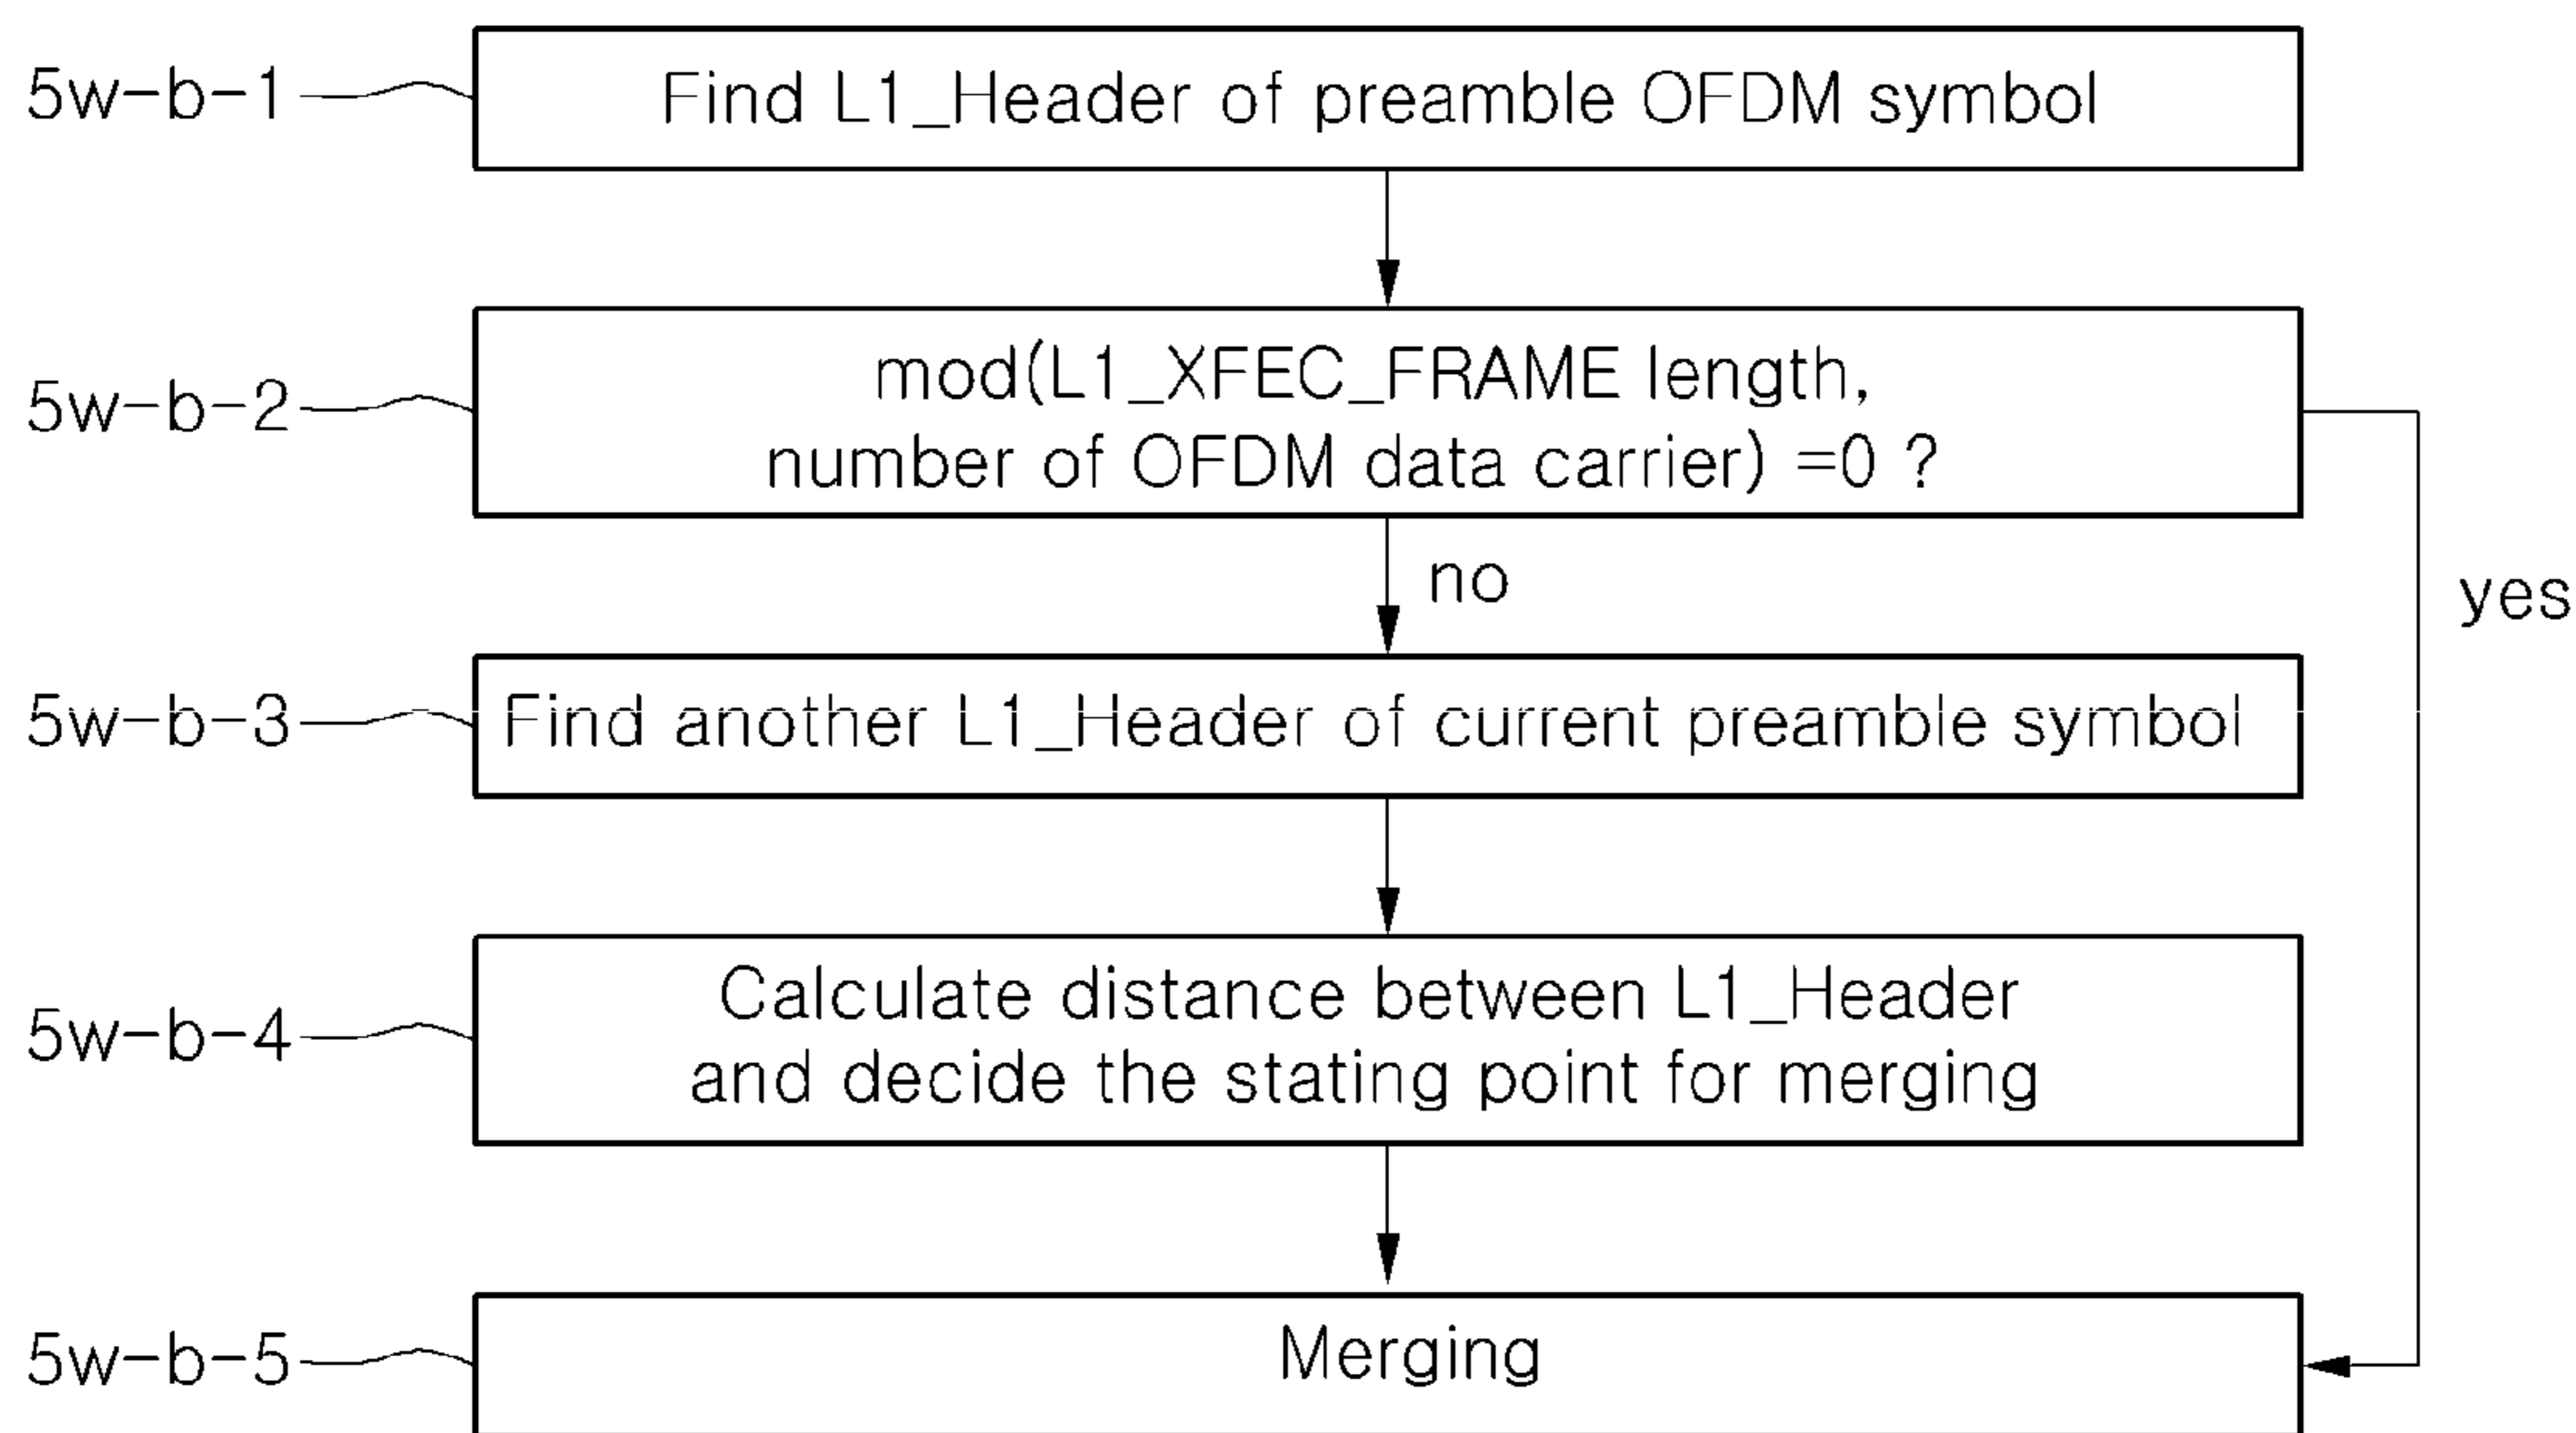 5w-b-1
Find L1_Header of preamble OFDM symbol
5w-b-2
mod(L1_XFEC_FRAME length,
number of OFDM data carrier) =0 ?
no
yes
5w-b-3
Find another L1_Header of current preamble symbol
5w-b-4
Calculate distance between L1_Header
and decide the stating point for merging
5w-b-5
Merging